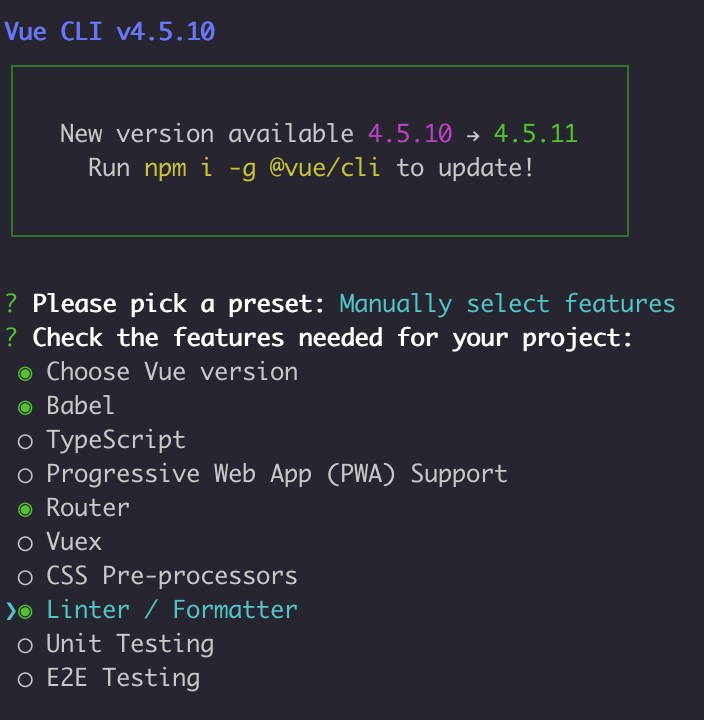 Vue CLI v4.5.10
New version available 4.5.10 → 4.5.11
Run npm i -g @vue/cli to update!
? Please pick a preset: Manually select features
? Check the features needed for your project:
◉ Choose Vue version
◉ Babel
◯ TypeScript
◯ Progressive Web App (PWA) Support
◉ Router
◯ Vuex
◯ CSS Pre-processors
❯◉ Linter / Formatter
◯ Unit Testing
◯ E2E Testing